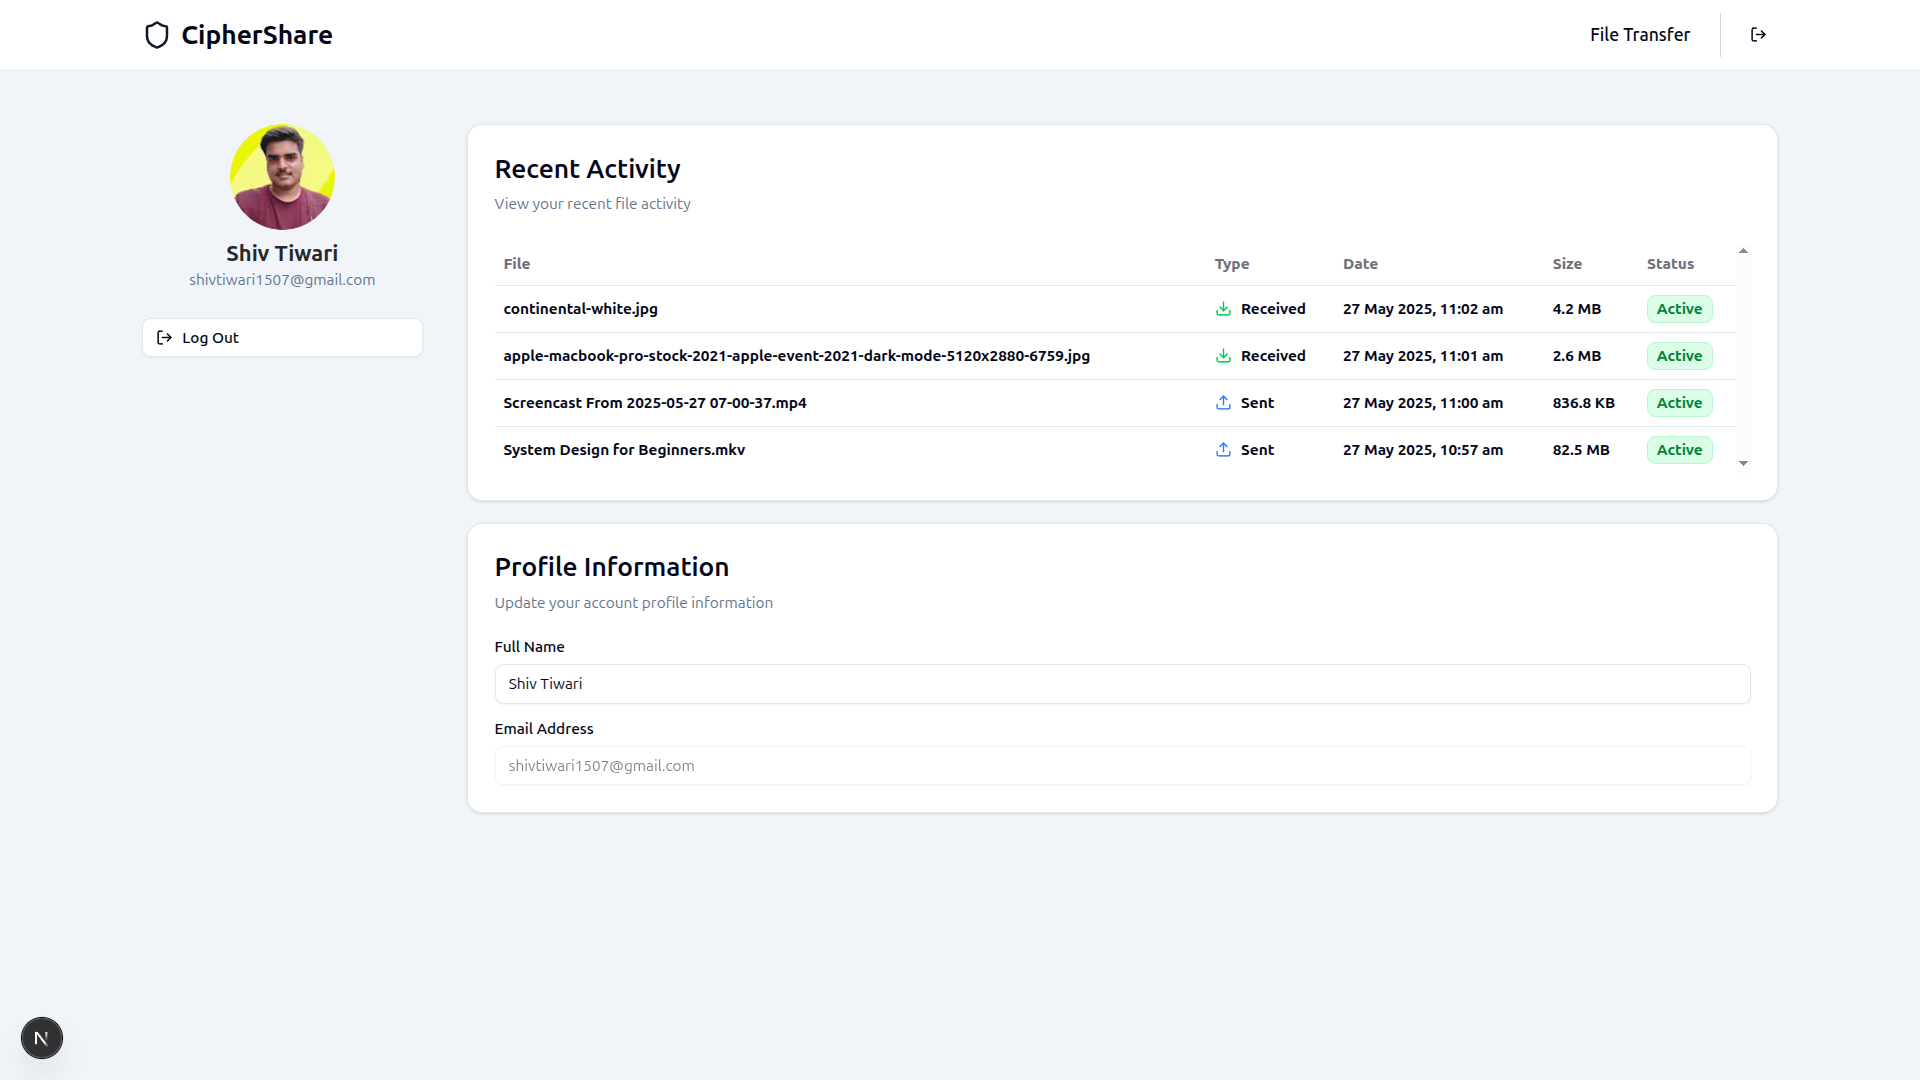 CipherShare
File Transfer
Shiv Tiwari
shivtiwari1507@gmail.com
Log Out
Recent Activity
View your recent file activity
File Type Date Size Status
continental-white.jpg Received 27 May 2025, 11:02 am 4.2 MB Active
apple-macbook-pro-stock-2021-apple-event-2021-dark-mode-5120x2880-6759.jpg Received 27 May 2025, 11:01 am 2.6 MB Active
Screencast From 2025-05-27 07-00-37.mp4 Sent 27 May 2025, 11:00 am 836.8 KB Active
System Design for Beginners.mkv Sent 27 May 2025, 10:57 am 82.5 MB Active
Profile Information
Update your account profile information
Full Name
Shiv Tiwari
Email Address
shivtiwari1507@gmail.com
N